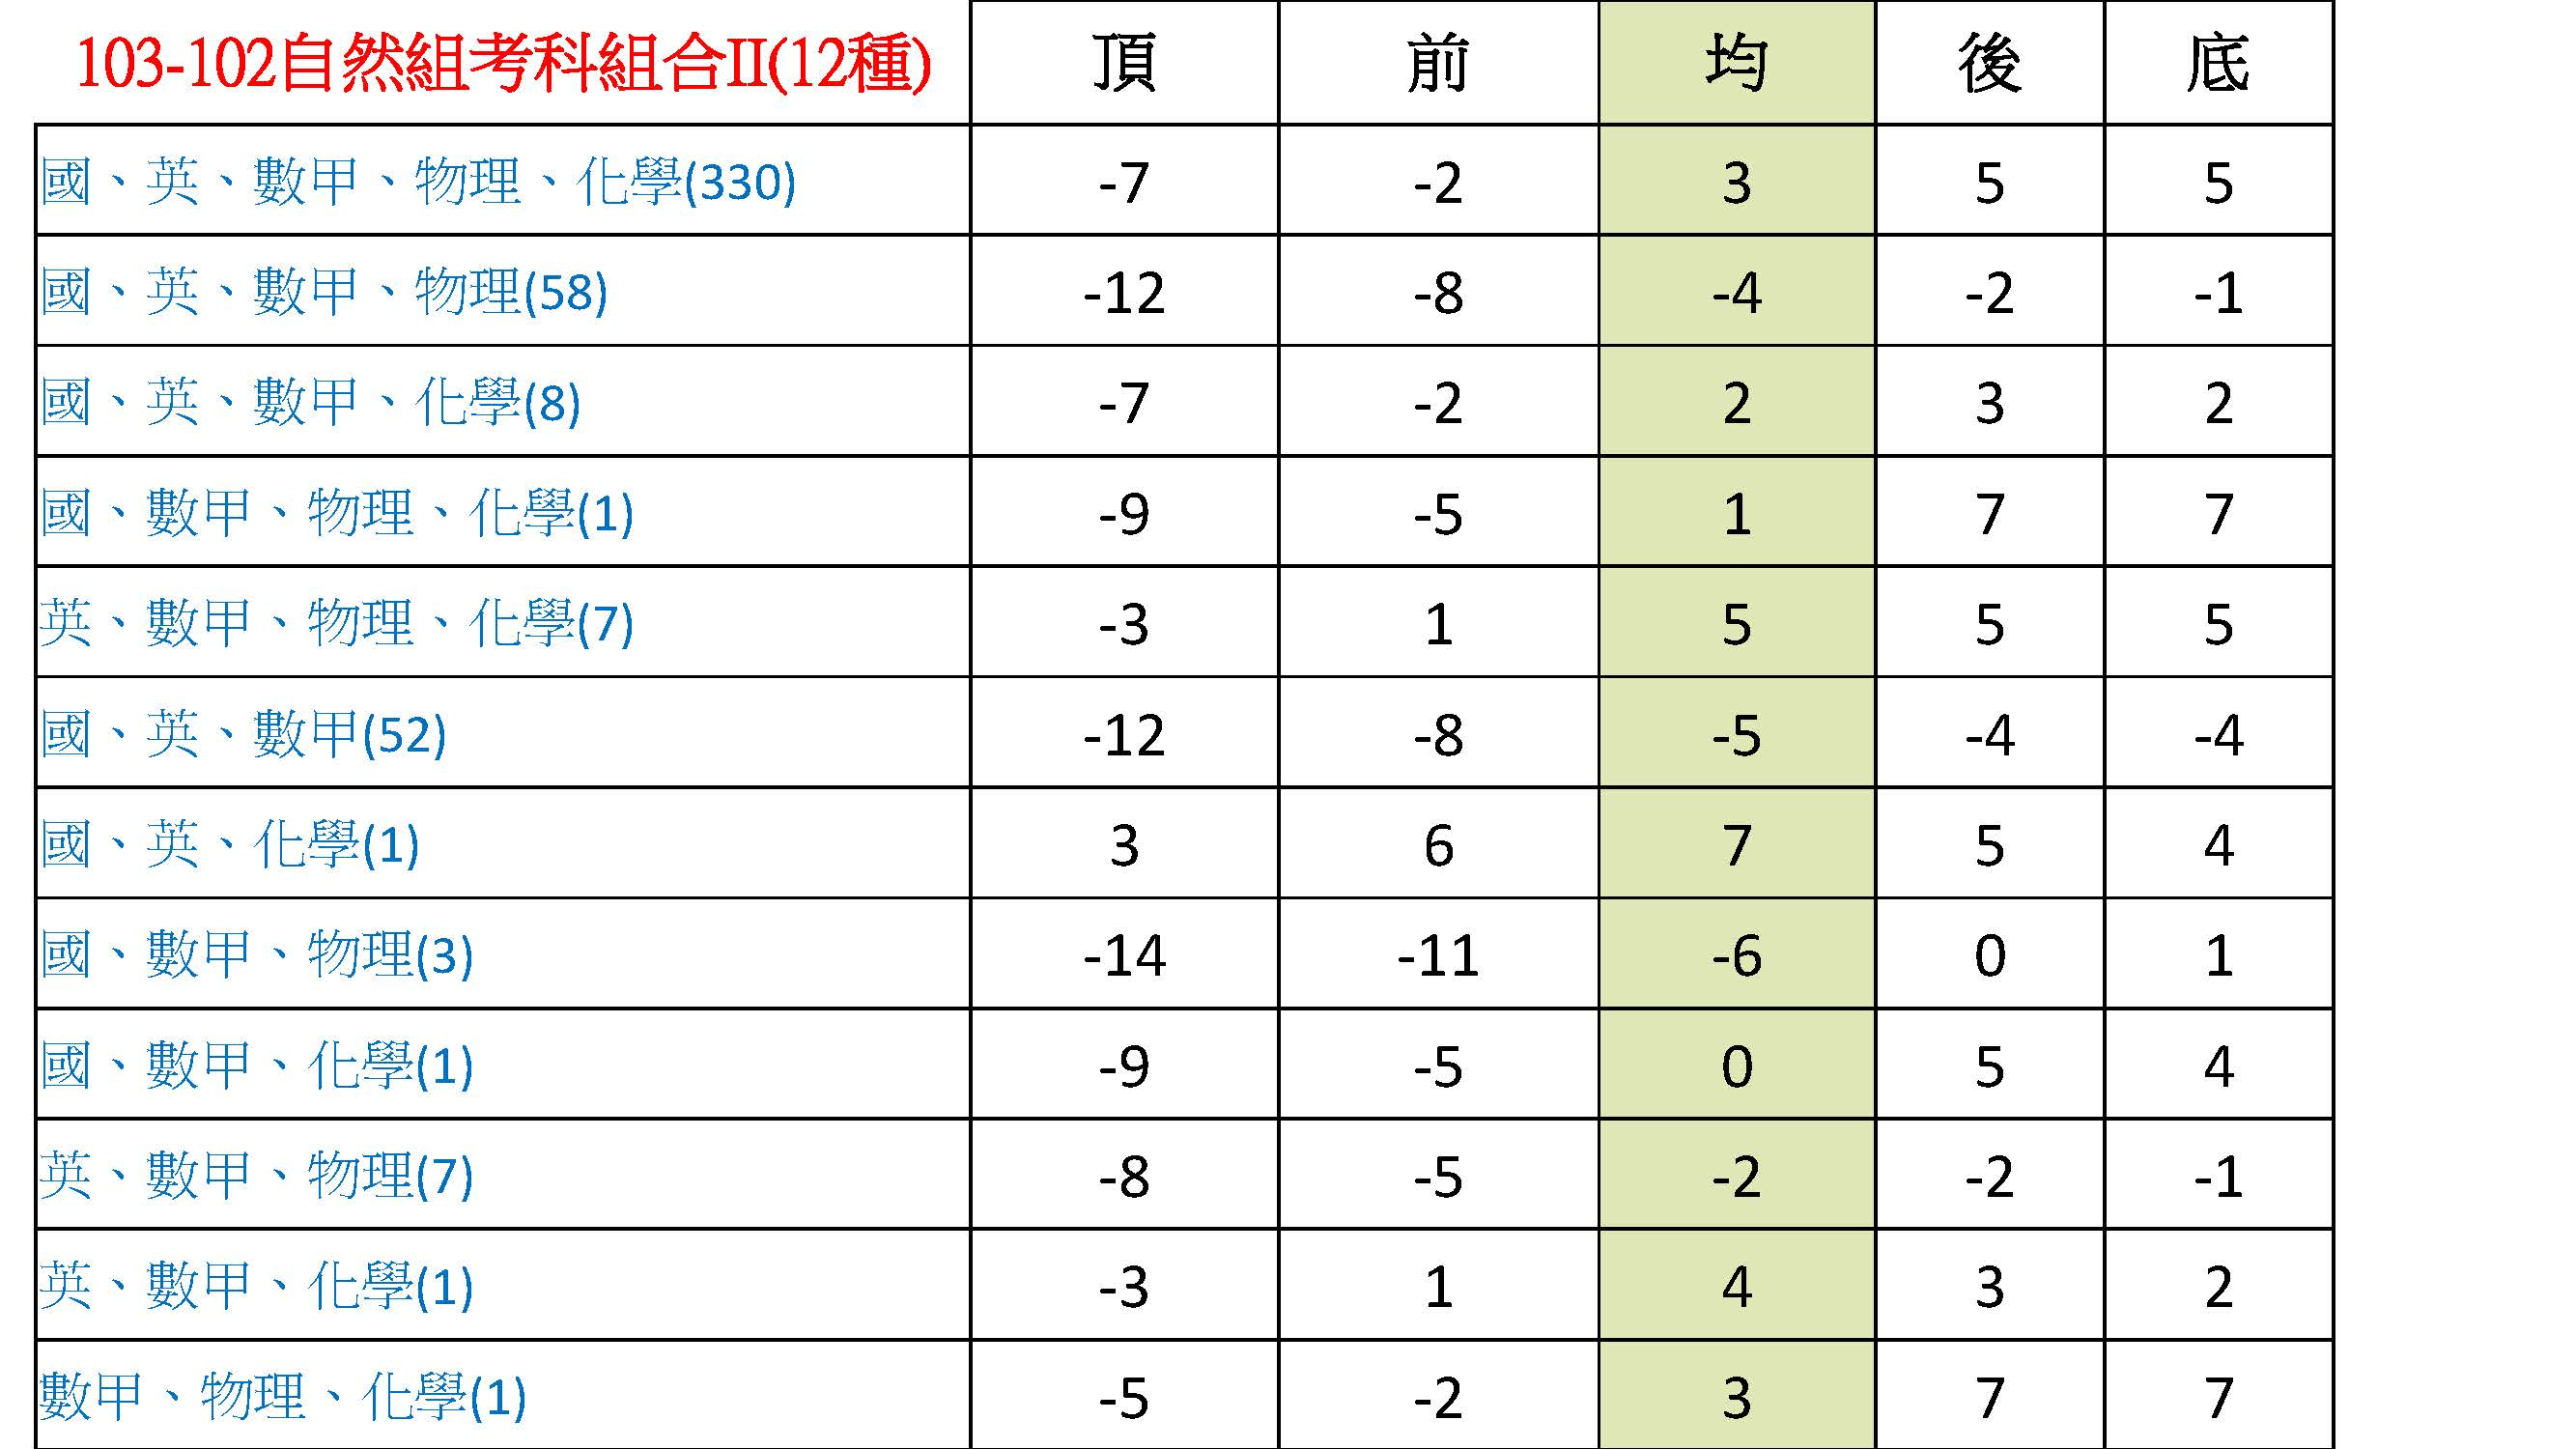 103-102自然組考科組合II(12種) 頂 前 均 後 底
國、英、數甲、物理、化學(330) -7 -2 3 5 5
國、英、數甲、物理(58) -12 -8 -4 -2 -1
國、英、數甲、化學(8) -7 -2 2 3 2
國、數甲、物理、化學(1) -9 -5 1 7 7
英、數甲、物理、化學(7) -3 1 5 5 5
國、英、數甲(52) -12 -8 -5 -4 -4
國、英、化學(1) 3 6 7 5 4
國、數甲、物理(3) -14 -11 -6 0 1
國、數甲、化學(1) -9 -5 0 5 4
英、數甲、物理(7) -8 -5 -2 -2 -1
英、數甲、化學(1) -3 1 4 3 2
數甲、物理、化學(1) -5 -2 3 7 7